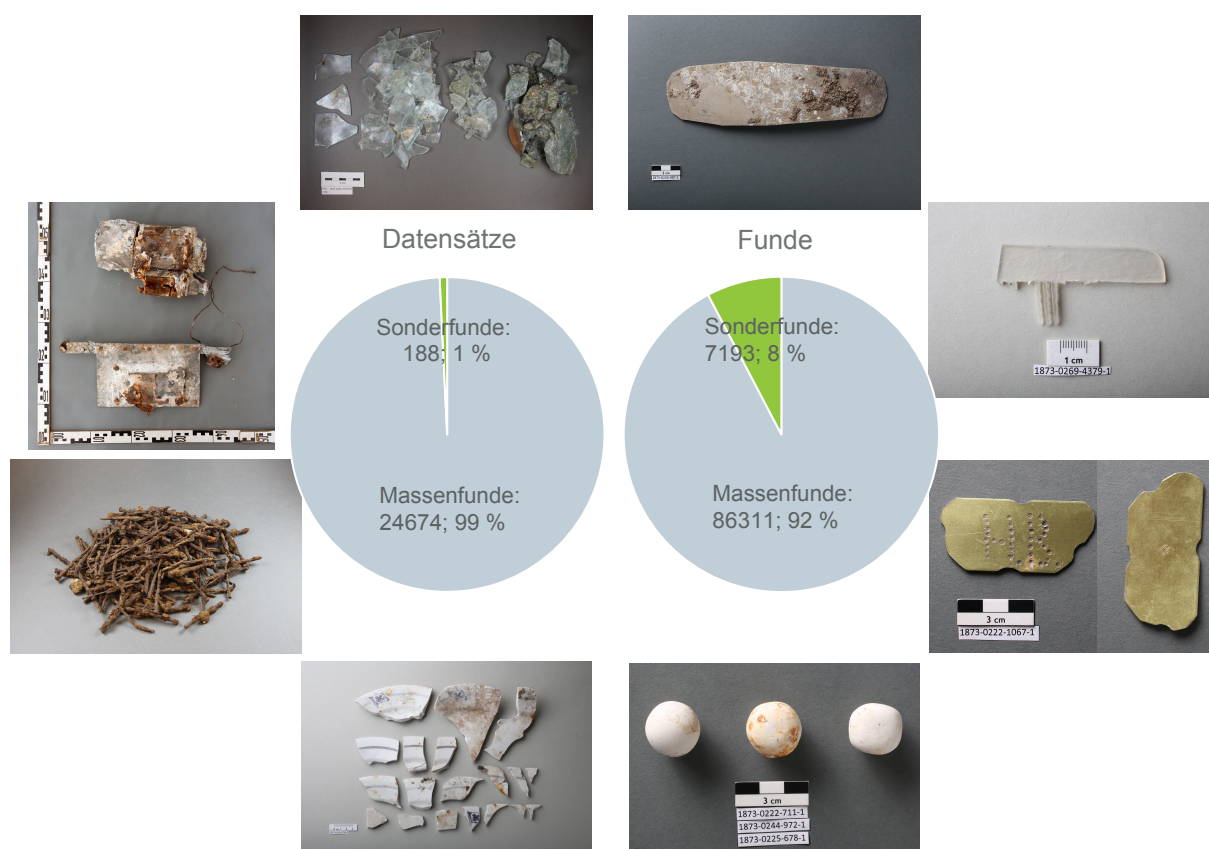 Datensätze
Funde
Sonderfunde:
188; 1 %
Sonderfunde:
7193; 8 %
1 cm
1873-0269-4379-1
Massenfunde:
24674; 99 %
Massenfunde:
86311; 92 %
H.R.
3 cm
1873-0222-1067-1
3 cm
1873-0222-711-1
1873-0244-972-1
1873-0225-678-1